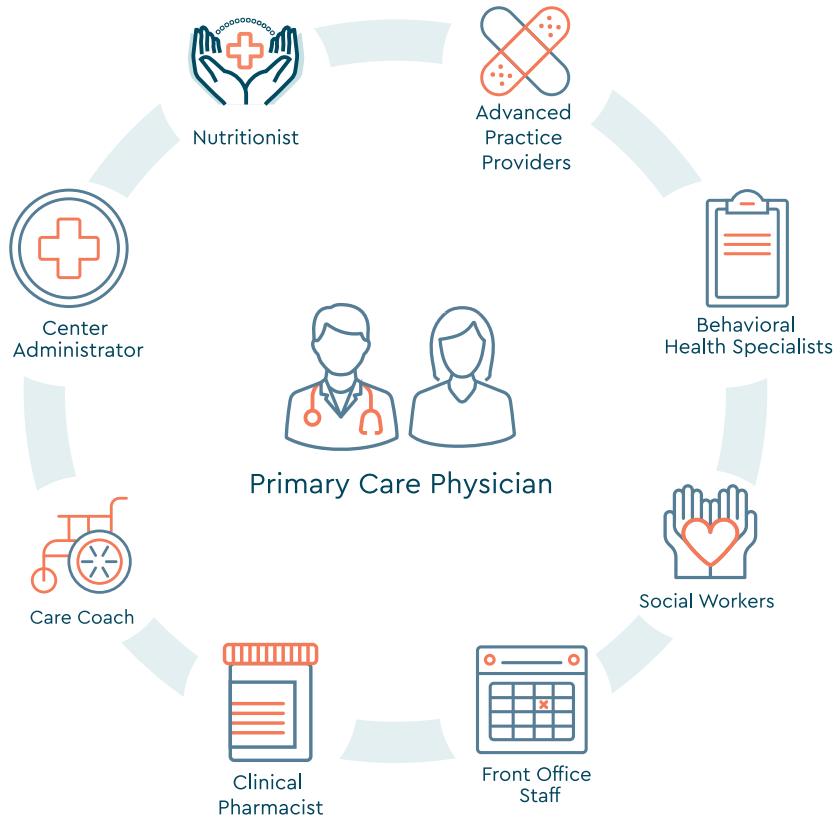 Nutritionist
Advanced
Practice
Providers
Behavioral
Health Specialists
Center
Administrator
Primary Care Physician
Social Workers
Care Coach
Front Office
Staff
Clinical
Pharmacist